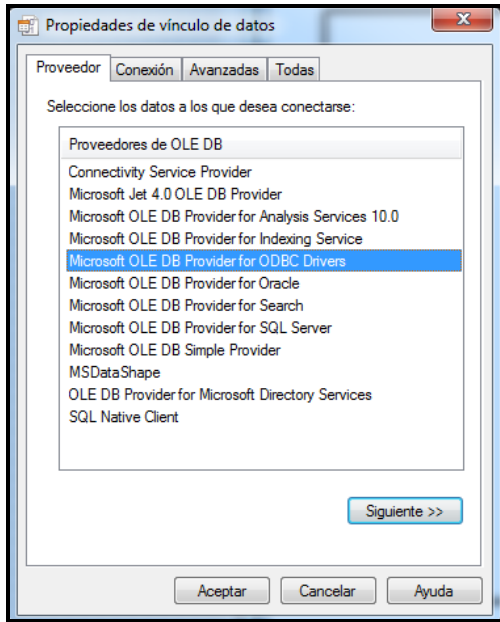 Propiedades de vínculo de datos
Proveedor Conexión Avanzadas Todas
Seleccione los datos a los que desea conectarse:
Proveedores de OLE DB
Connectivity Service Provider
Microsoft Jet 4.0 OLE DB Provider
Microsoft OLE DB Provider for Analysis Services 10.0
Microsoft OLE DB Provider for Indexing Service
Microsoft OLE DB Provider for ODBC Drivers
Microsoft OLE DB Provider for Oracle
Microsoft OLE DB Provider for Search
Microsoft OLE DB Provider for SQL Server
Microsoft OLE DB Simple Provider
MSDataShape
OLE DB Provider for Microsoft Directory Services
SQL Native Client
Siguiente >>
Aceptar Cancelar Ayuda